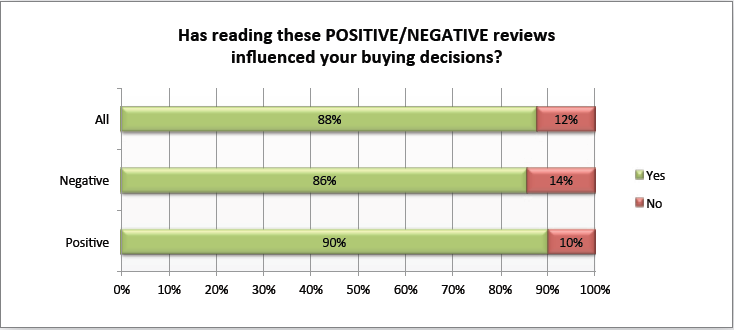 Has reading these POSITIVE/NEGATIVE reviews
influenced your buying decisions?
All
88%
12%
Negative
86%
14%
Positive
90%
10%
0% 10% 20% 30% 40% 50% 60% 70% 80% 90% 100%
Yes
No